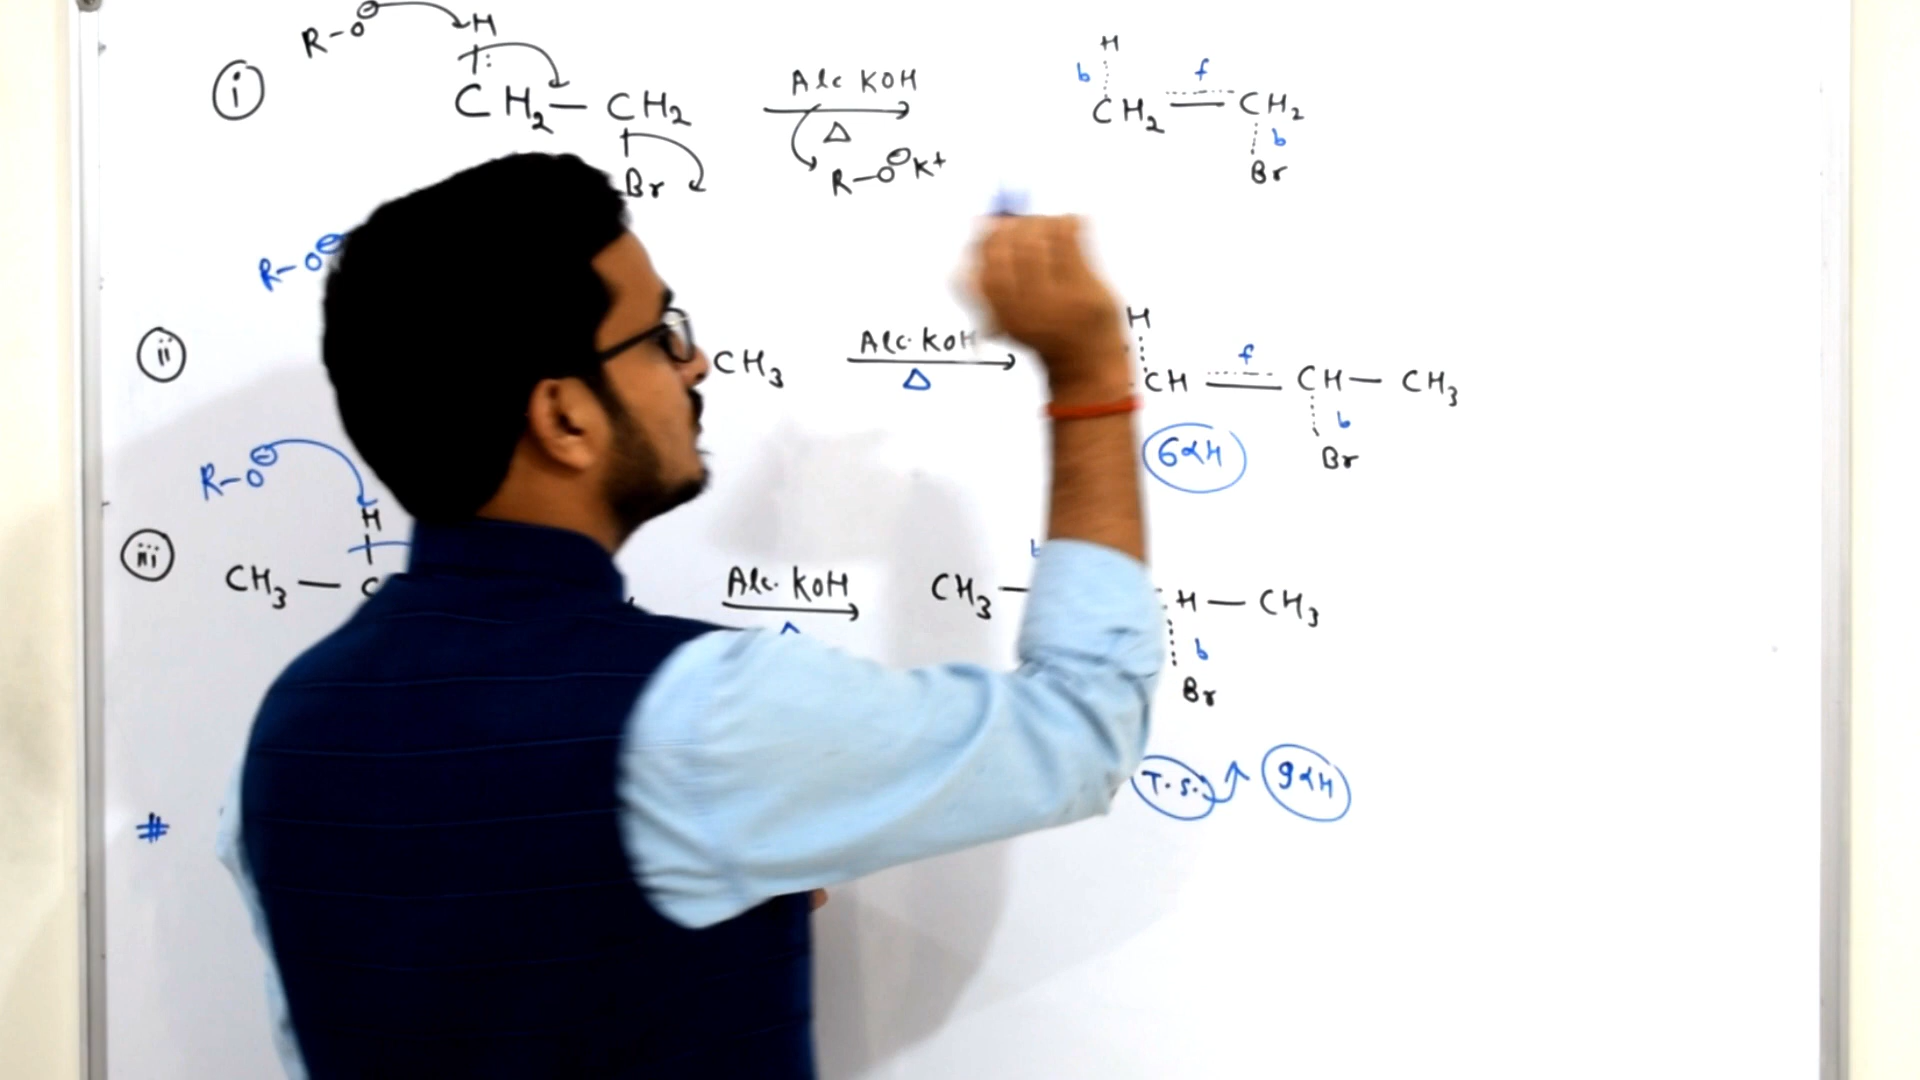 R-O⊖ H H
i CH2 — CH2 Alc KOH CH2 == CH2
b f b
Br Δ R-O⊖K+ Br
R-O⊖
H
ii CH3 Alc. KOH CH == CH — CH3
Δ f b
6αH Br
R-O⊖
H
iii CH3 — C Alc. KOH CH3 — H — CH3
b
Br
T.S. ↑ 9αH
#